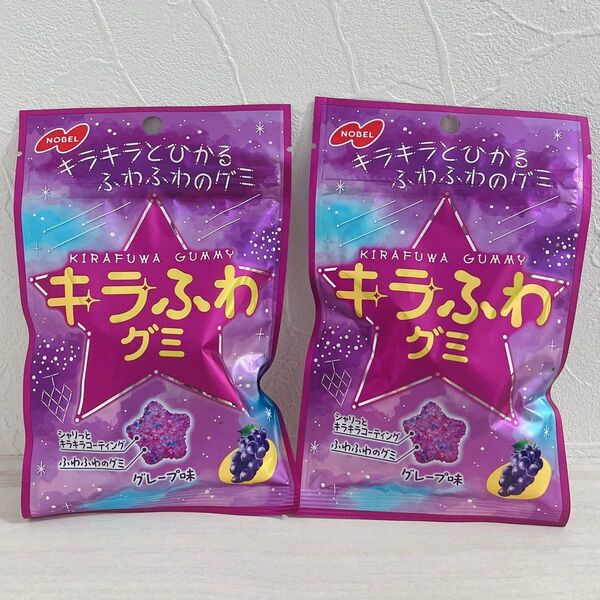 NOBEL
キラキラとひかる
ふわふわのグミ
KIRAFUWA GUMMY
キラふわ
グミ
シャリっと
キラキラコーティング
ふわふわのグミ
グレープ味
NOBEL
キラキラとひかる
ふわふわのグミ
KIRAFUWA GUMMY
キラふわ
グミ
シャリっと
キラキラコーティング
ふわふわのグミ
グレープ味